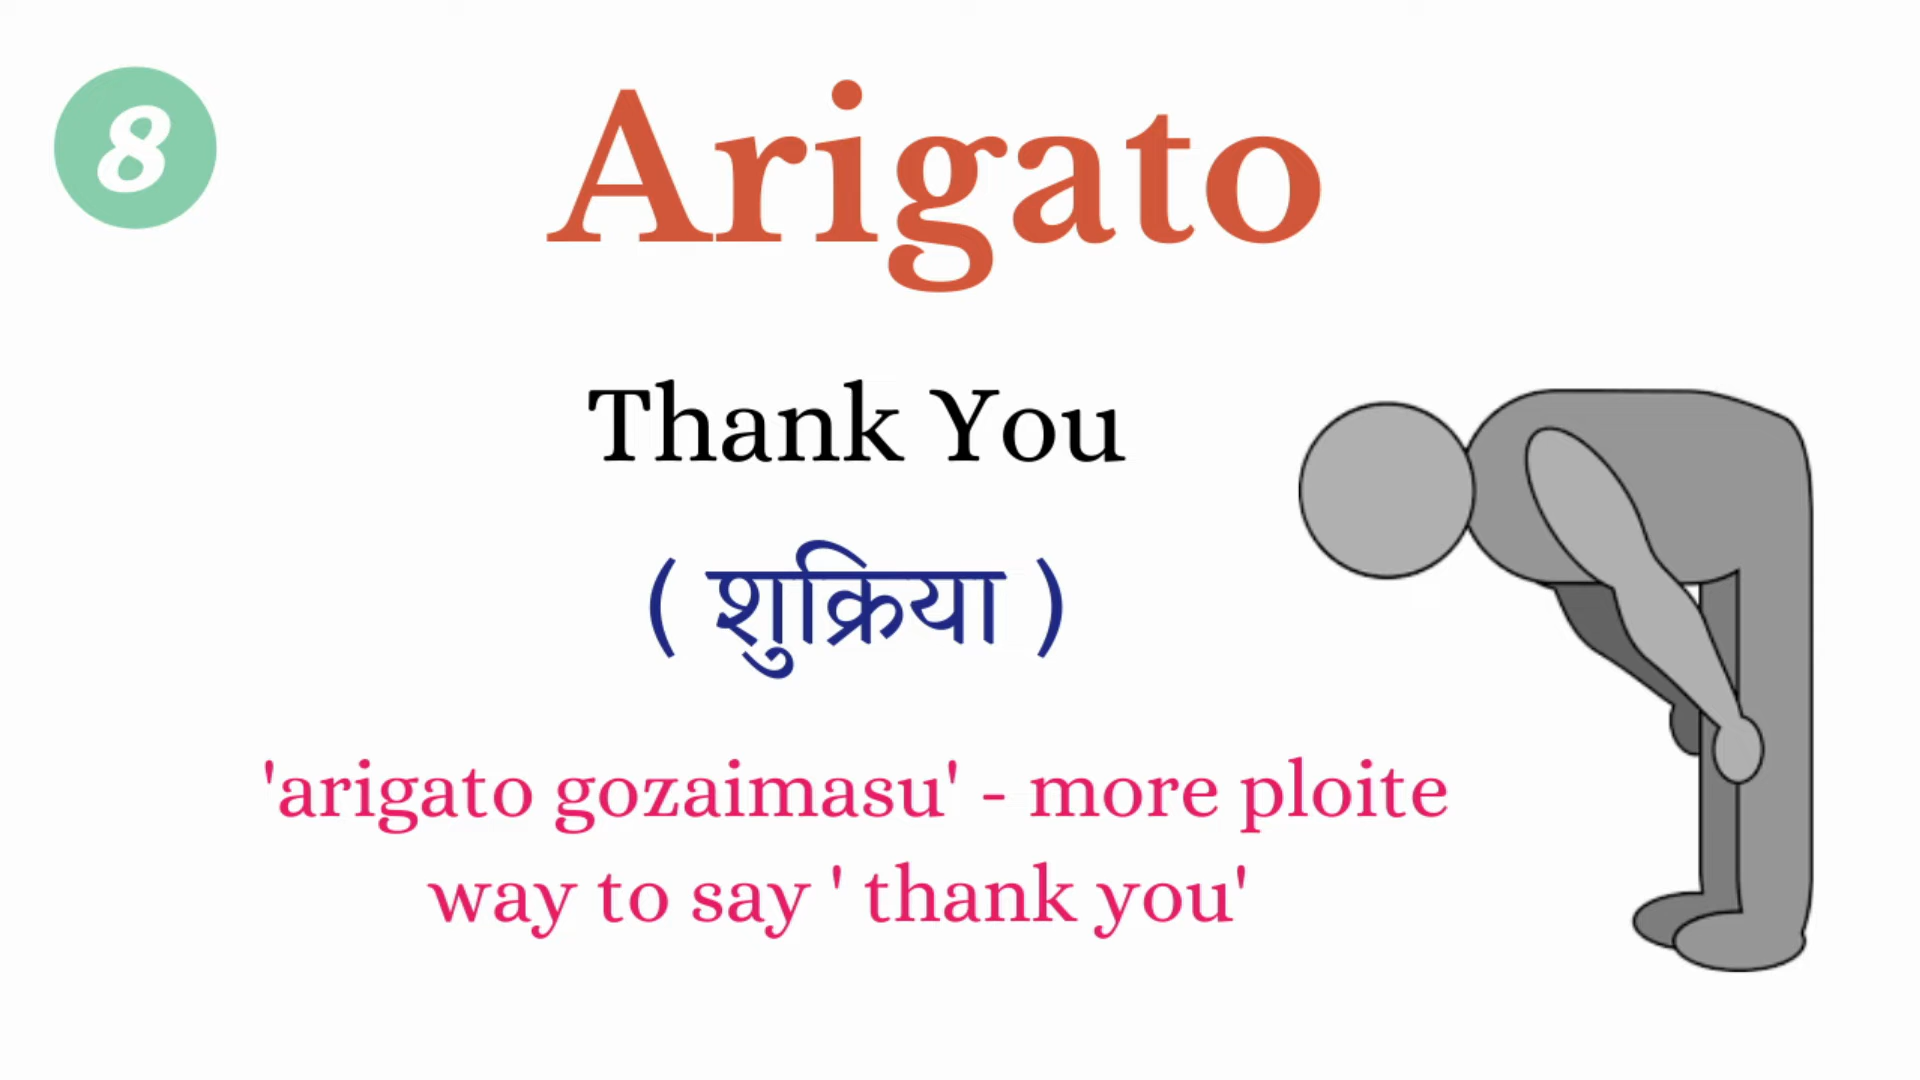 8
Arigato
Thank You
( शुक्रिया )
'arigato gozaimasu' - more ploite
way to say ' thank you'